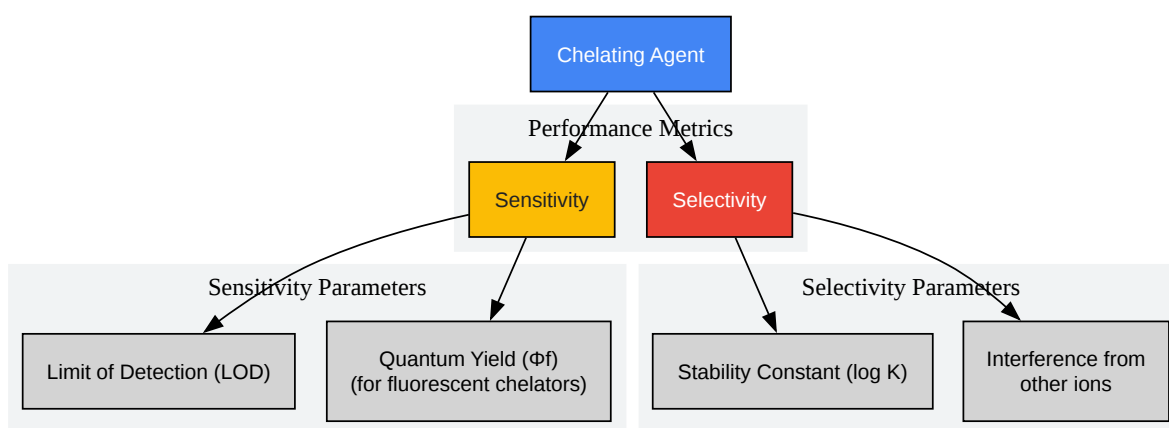 Chelating Agent
Performance Metrics
Sensitivity
Selectivity
Sensitivity Parameters
Selectivity Parameters
Limit of Detection (LOD)
Quantum Yield (Φf)
(for fluorescent chelators)
Stability Constant (log K)
Interference from
other ions